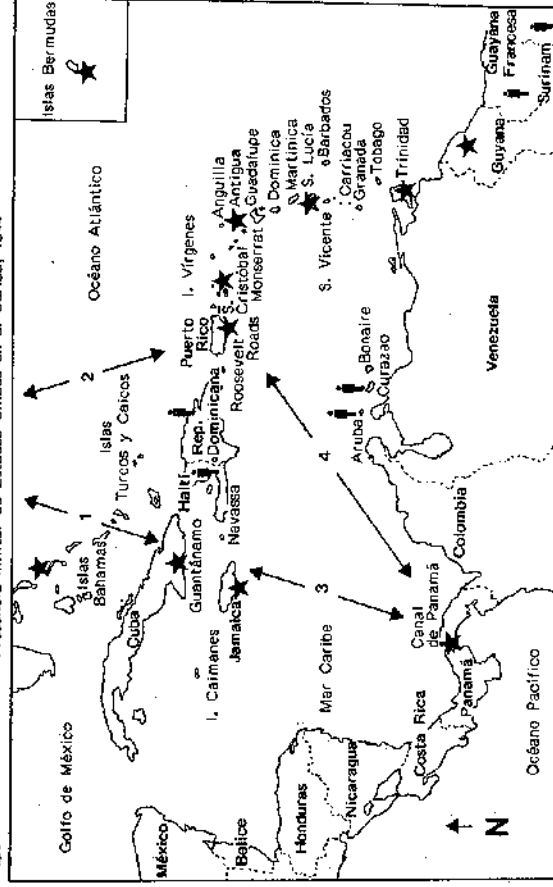 Islas Bermudas
Golfo de México
Océano Atlántico
Islas
Bahamas
1
2
Islas
Turcos y Caicos
Cuba
México
Guantánamo
Haití
Rep.
Dominicana
Puerto
Rico
I. Vírgenes
Anguilla
Antigua
Guadalupe
S.
Cristóbal
Monserrat
Roosevelt
Roads
I. Caimanes
Jamaica
Navassa
Dominica
Martinica
S. Lucía
Barbados
S. Vicente
Belice
Honduras
Mar Caribe
3
4
Carriacou
Granada
Tobago
Trinidad
Aruba
Bonaire
Curazao
Nicaragua
Canal
de Panamá
Costa Rica
Panamá
Colombia
Venezuela
Guyana
Surinam
Guayana
Francesa
Océano Pacífico
N